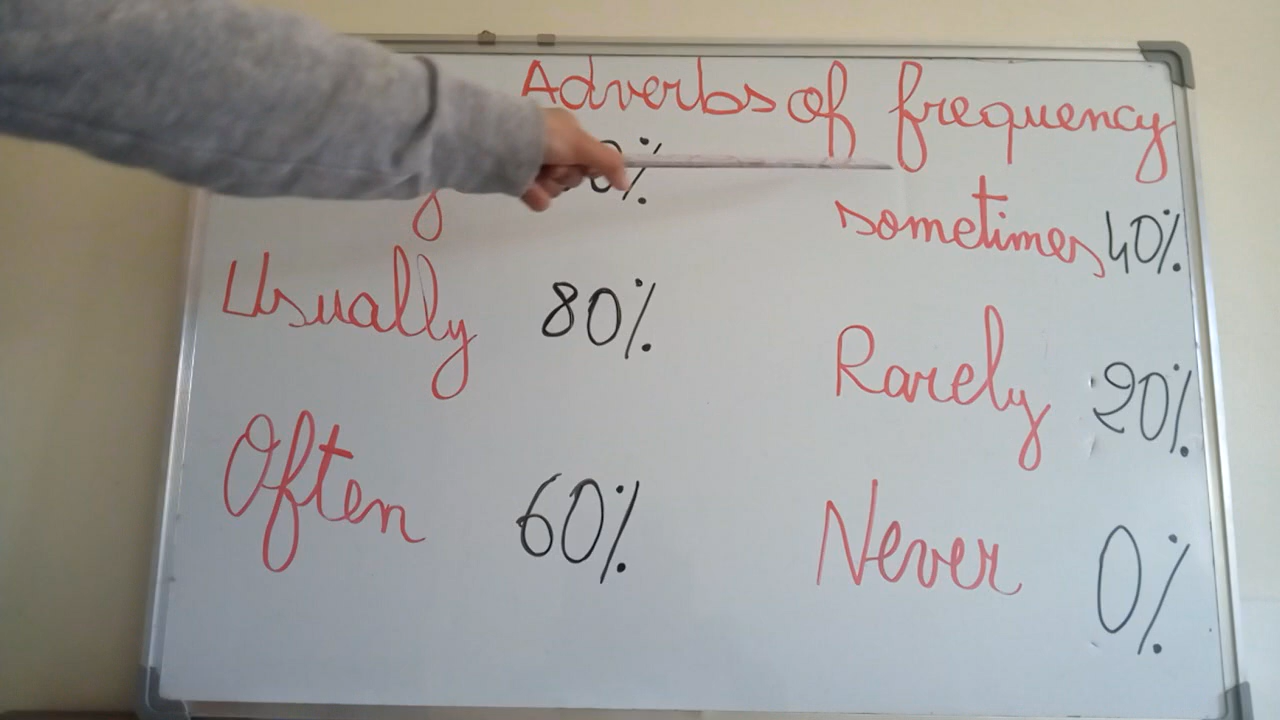 Adverbs of frequency
sometimes 40%
Usually 80%
Rarely 20%
Often 60%
Never 0%